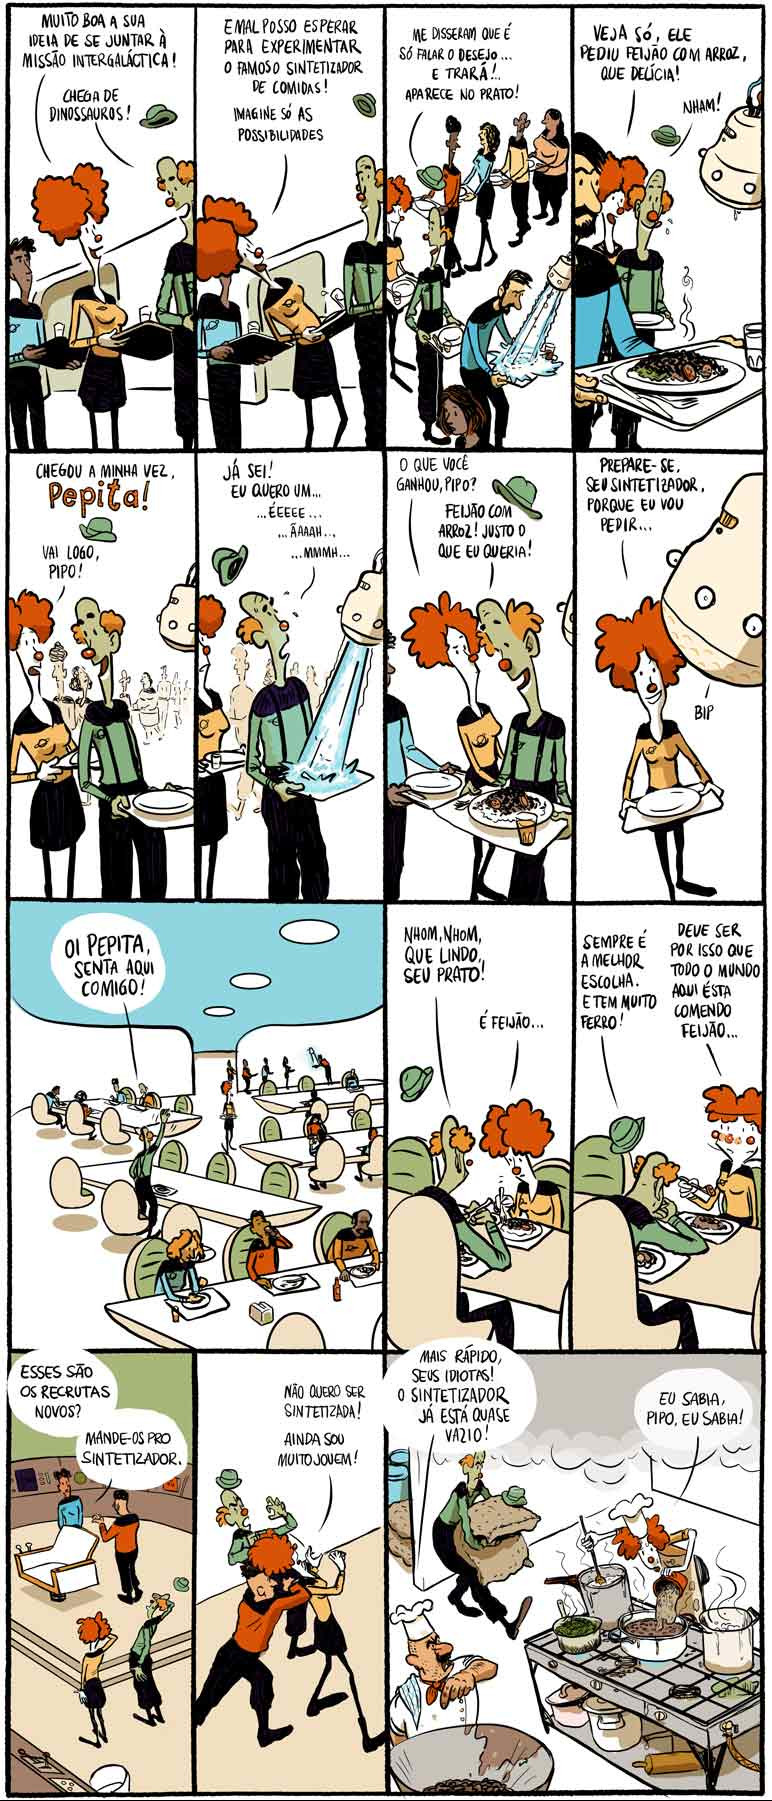 MUITO BOA A SUA
IDEIA DE SE JUNTAR À
MISSÃO INTERGALÁCTICA!
CHEGA DE
DINOSSAUROS!
E MAL POSSO ESPERAR
PARA EXPERIMENTAR
O FAMOSO SINTETIZADOR
DE COMIDAS!
IMAGINE SÓ AS
POSSIBILIDADES
ME DISSERAM QUE É
SÓ FALAR O DESEJO...
E TRARÁ!..
APARECE NO PRATO!
VEJA SÓ, ELE
PEDIU FEIJÃO COM ARROZ,
QUE DELÍCIA!
NHAM!
CHEGOU A MINHA VEZ,
Pepita!
VAI LOGO,
PIPO!
JÁ SEI!
EU QUERO UM...
...ÉEEEE...
...ÃAAAH,...
...MMMH...
O QUE VOCÊ
GANHOU, PIPO?
FEIJÃO COM
ARROZ! JUSTO O
QUE EU QUERIA!
PREPARE-SE,
SEU SINTETIZADOR,
PORQUE EU VOU
PEDIR...
BIP
OI PEPITA,
SENTA AQUI
COMIGO!
NHOM, NHOM,
QUE LINDO,
SEU PRATO!
É FEIJÃO...
SEMPRE É
A MELHOR
ESCOLHA.
E TEM MUITO
FERRO!
DEVE SER
POR ISSO QUE
TODO O MUNDO
AQUI ÉSTA
COMENDO
FEIJÃO...
ESSES SÃO
OS RECRUTAS
NOVOS?
MANDE-OS PRO
SINTETIZADOR.
NÃO QUERO SER
SINTETIZADA!
AINDA SOU
MUITO JOVEM!
MAIS RÁPIDO,
SEUS IDIOTAS!
O SINTETIZADOR
JÁ ESTÁ QUASE
VAZIO!
EU SABIA,
PIPO, EU SABIA!